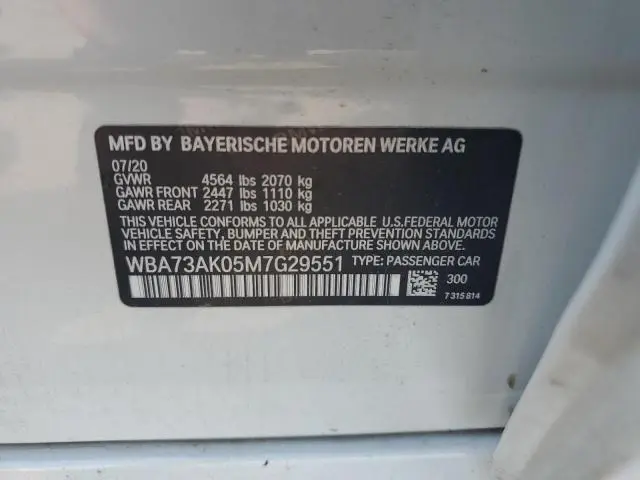 MFD BY BAYERISCHE MOTOREN WERKE AG
07/20
GVWR 4564 lbs 2070 kg
GAWR FRONT 2447 lbs 1110 kg
GAWR REAR 2271 lbs 1030 kg
THIS VEHICLE CONFORMS TO ALL APPLICABLE U.S.FEDERAL MOTOR
VEHICLE SAFETY, BUMPER, AND THEFT PREVENTION STANDARDS
IN EFFECT ON THE DATE OF MANUFACTURE SHOWN ABOVE.
WBA73AK05M7G29551 TYPE: PASSENGER CAR
300
7 315 814